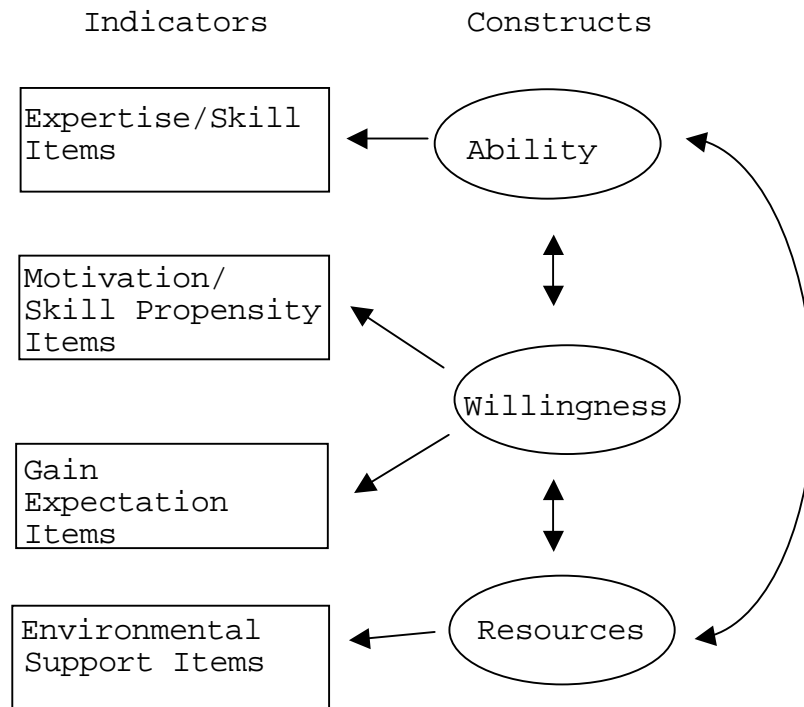 Indicators
Constructs
Expertise/Skill
Items
Ability
Motivation/
Skill Propensity
Items
Willingness
Gain
Expectation
Items
Environmental
Support Items
Resources